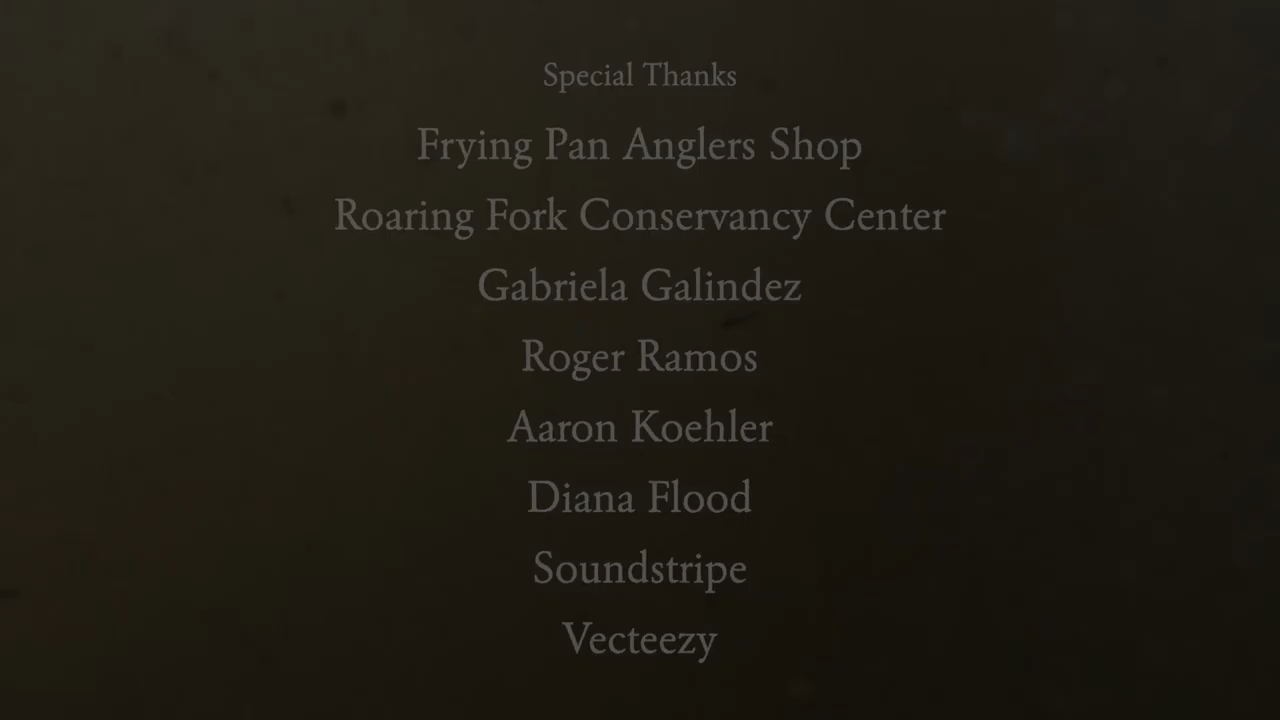 Special Thanks
Frying Pan Anglers Shop
Roaring Fork Conservancy Center
Gabriela Galindez
Roger Ramos
Aaron Koehler
Diana Flood
Soundstripe
Vecteezy